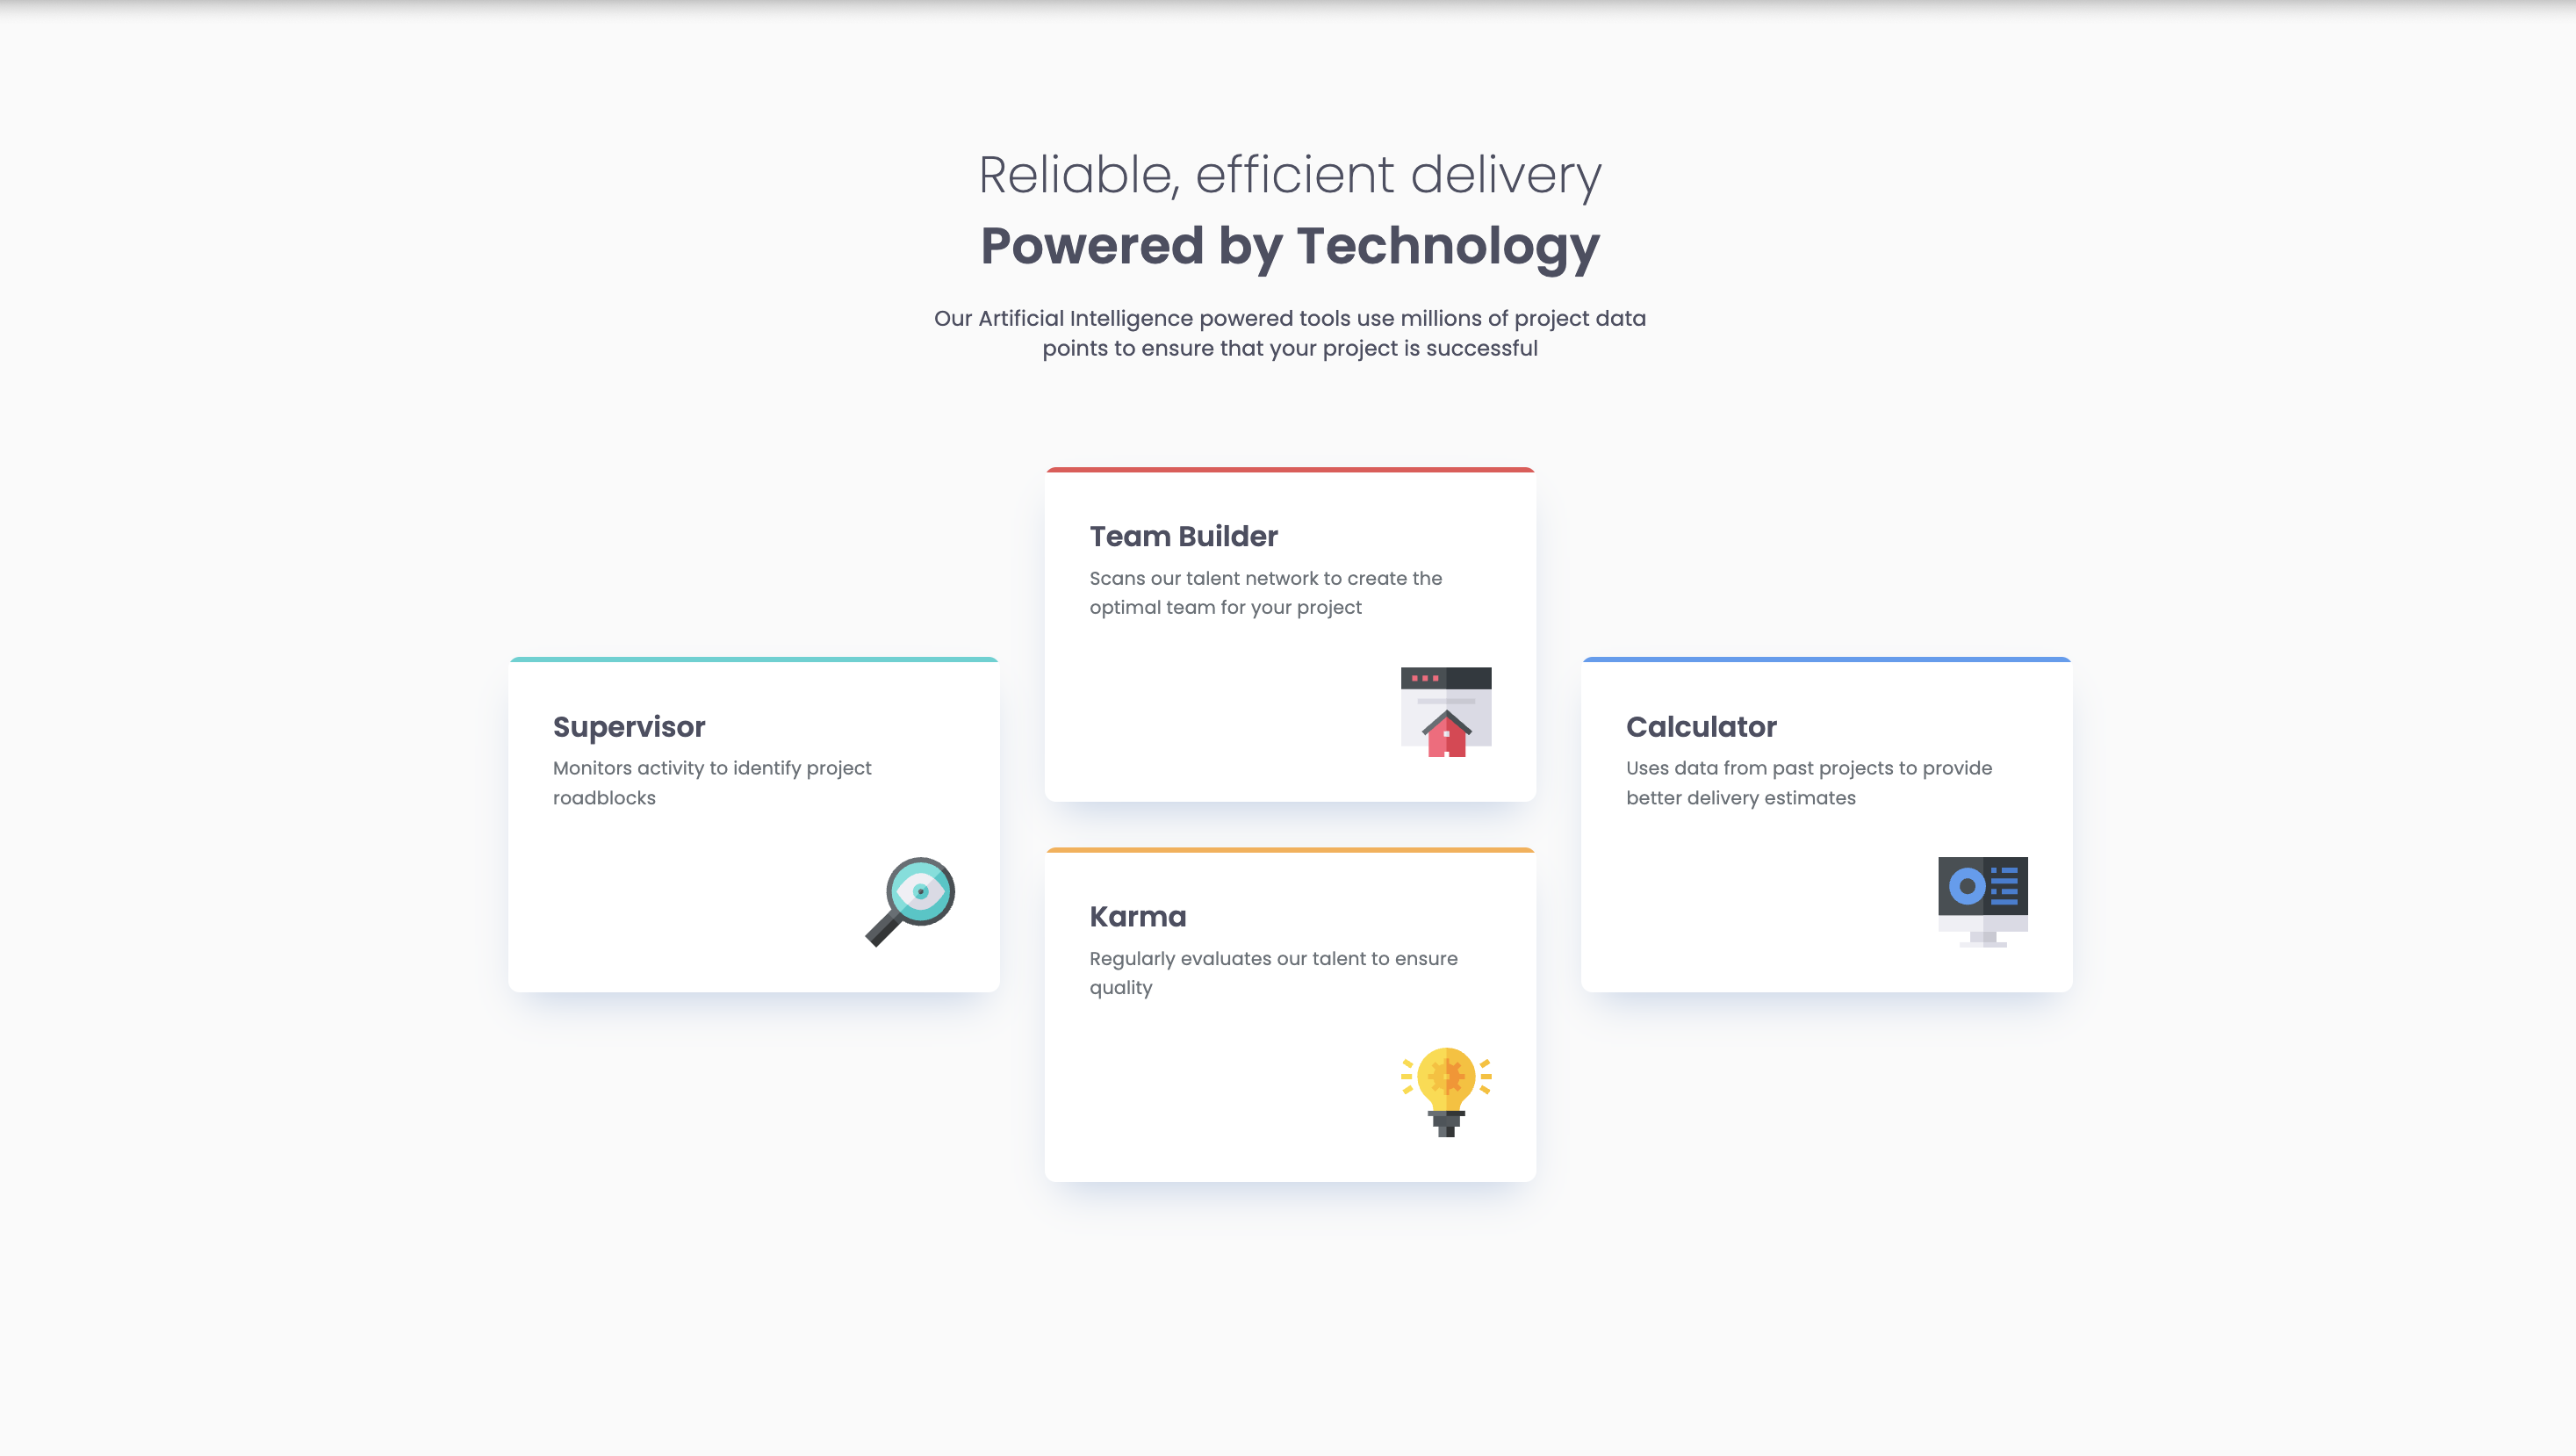 Reliable, efficient delivery
Powered by Technology
Our Artificial Intelligence powered tools use millions of project data
points to ensure that your project is successful
Team Builder
Scans our talent network to create the
optimal team for your project
Supervisor
Monitors activity to identify project
roadblocks
Calculator
Uses data from past projects to provide
better delivery estimates
Karma
Regularly evaluates our talent to ensure
quality